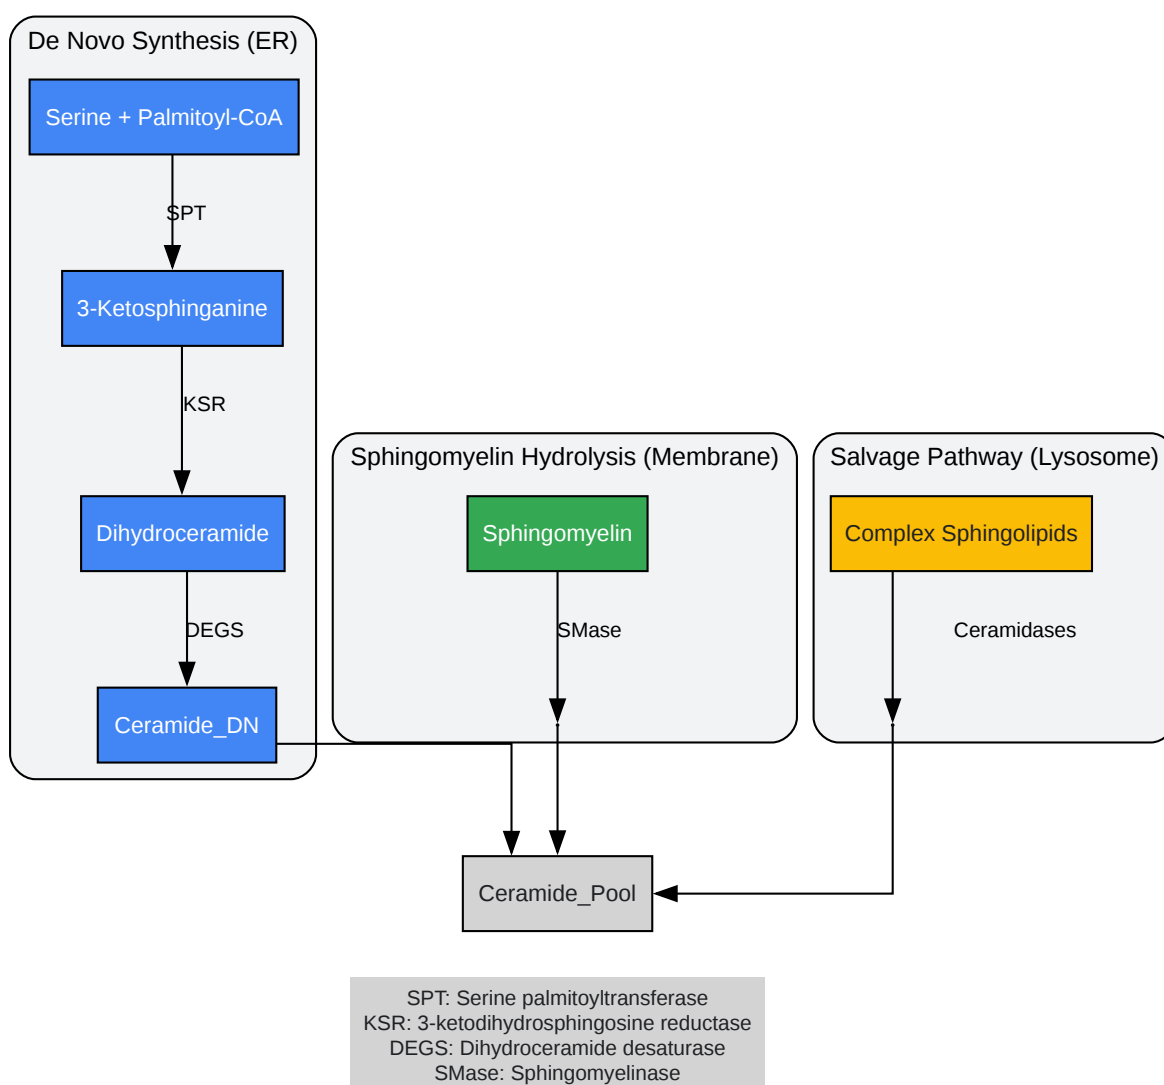 De Novo Synthesis (ER)
Serine + Palmitoyl-CoA
SPT
3-Ketosphinganine
KSR
Dihydroceramide
DEGS
Ceramide_DN
Sphingomyelin Hydrolysis (Membrane)
Sphingomyelin
SMase
Salvage Pathway (Lysosome)
Complex Sphingolipids
Ceramidases
Ceramide_Pool
SPT: Serine palmitoyltransferase
KSR: 3-ketodihydrosphingosine reductase
DEGS: Dihydroceramide desaturase
SMase: Sphingomyelinase